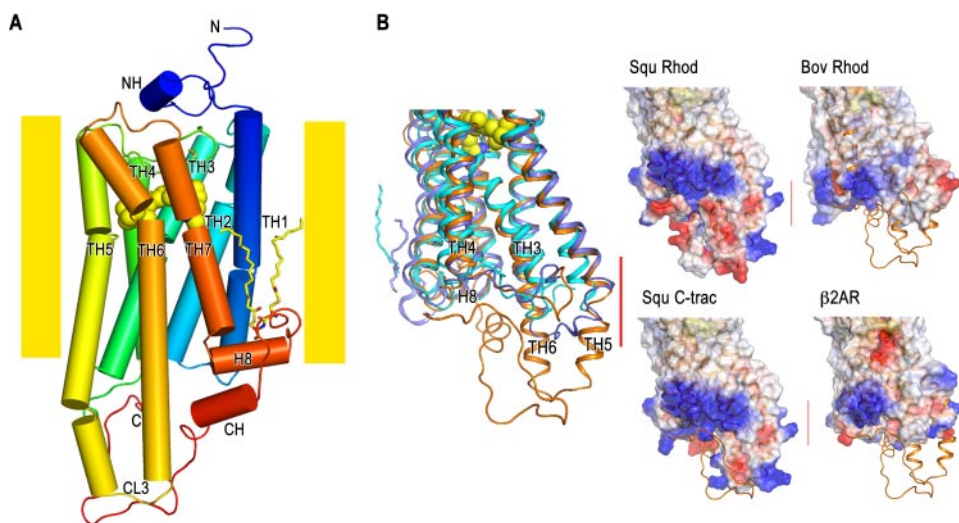 A
N
NH
TH3
TH4
TH2
TH1
TH5
TH6
TH7
H8
C
CH
CL3
B
TH4
TH3
H8
TH6
TH5
Squ Rhod
Bov Rhod
Squ C-trac
β2AR